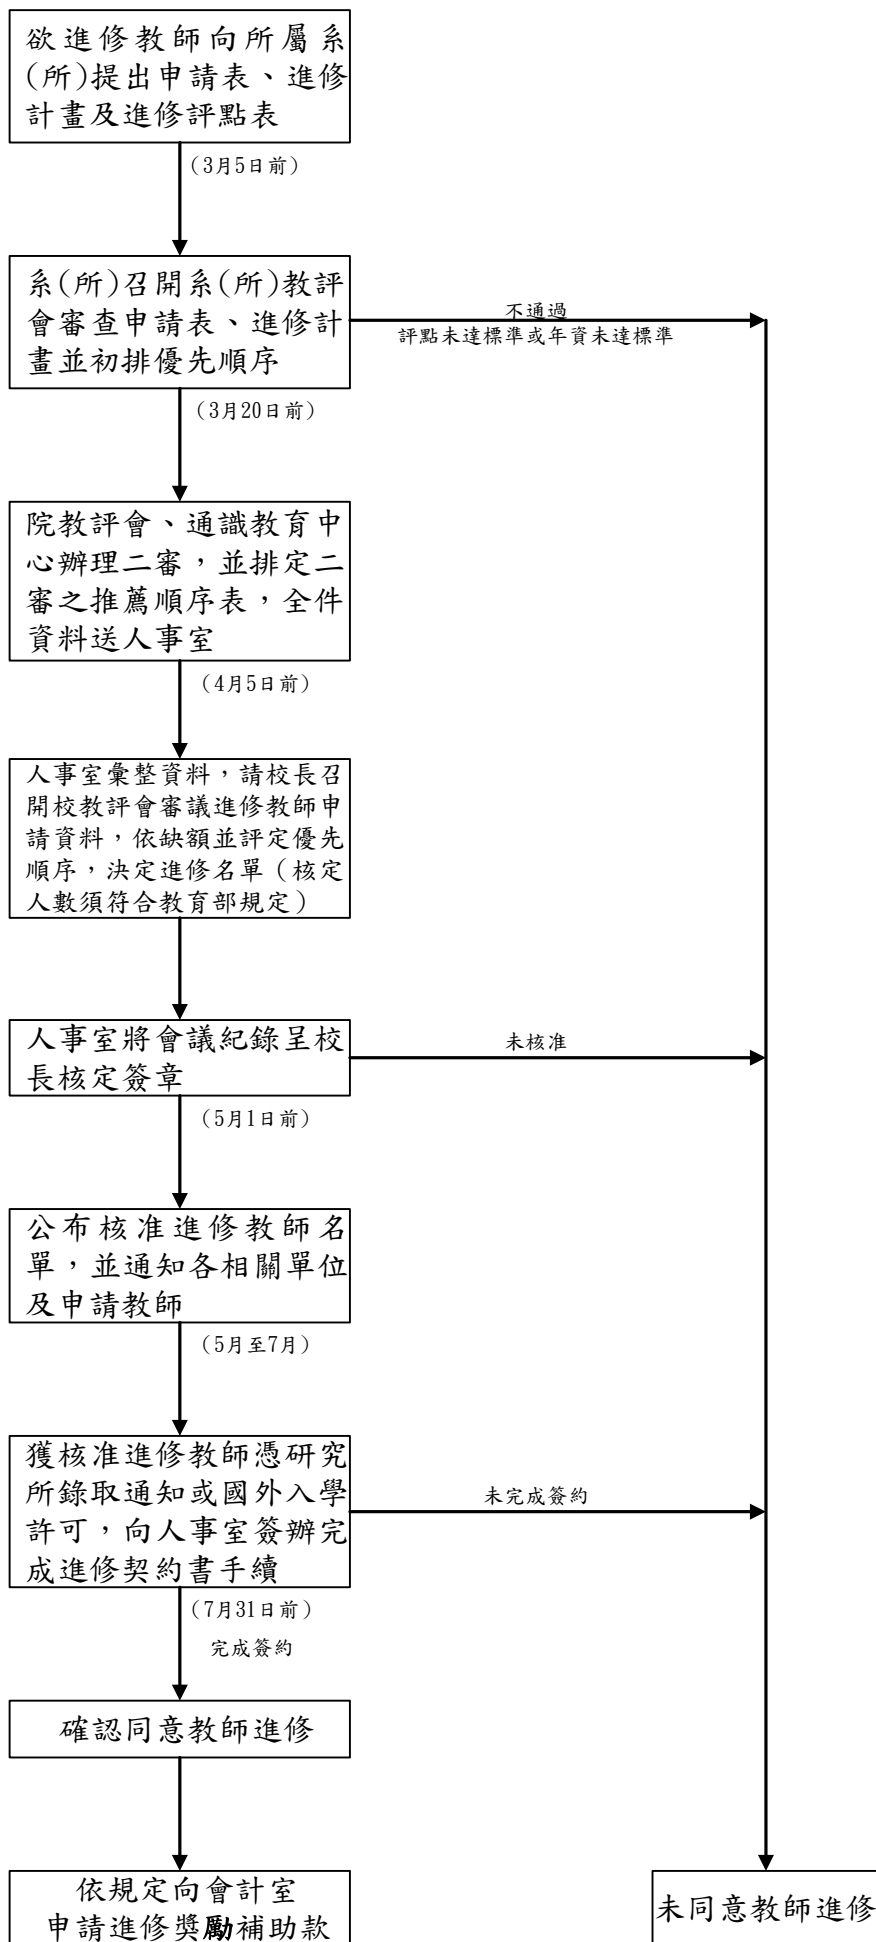 欲進修教師向所屬系
(所)提出申請表、進修
計畫及進修評點表
(3月5日前)
系(所)召開系(所)教評
會審查申請表、進修計
畫並初排優先順序
不通過
評點未達標準或年資未達標準
(3月20日前)
院教評會、通識教育中
心辦理二審，並排定二
審之推薦順序表，全件
資料送人事室
(4月5日前)
人事室彙整資料，請校長召
開校教評會審議進修教師申
請資料，依缺額並評定優先
順序，決定進修名單（核定
人數須符合教育部規定）
人事室將會議紀錄呈校
長核定簽章
未核准
(5月1日前)
公布核准進修教師名
單，並通知各相關單位
及申請教師
(5月至7月)
獲核准進修教師憑研究
所錄取通知或國外入學
許可，向人事室簽辦完
成進修契約書手續
未完成簽約
(7月31日前)
完成簽約
確認同意教師進修
依規定向會計室
申請進修獎勵補助款
未同意教師進修